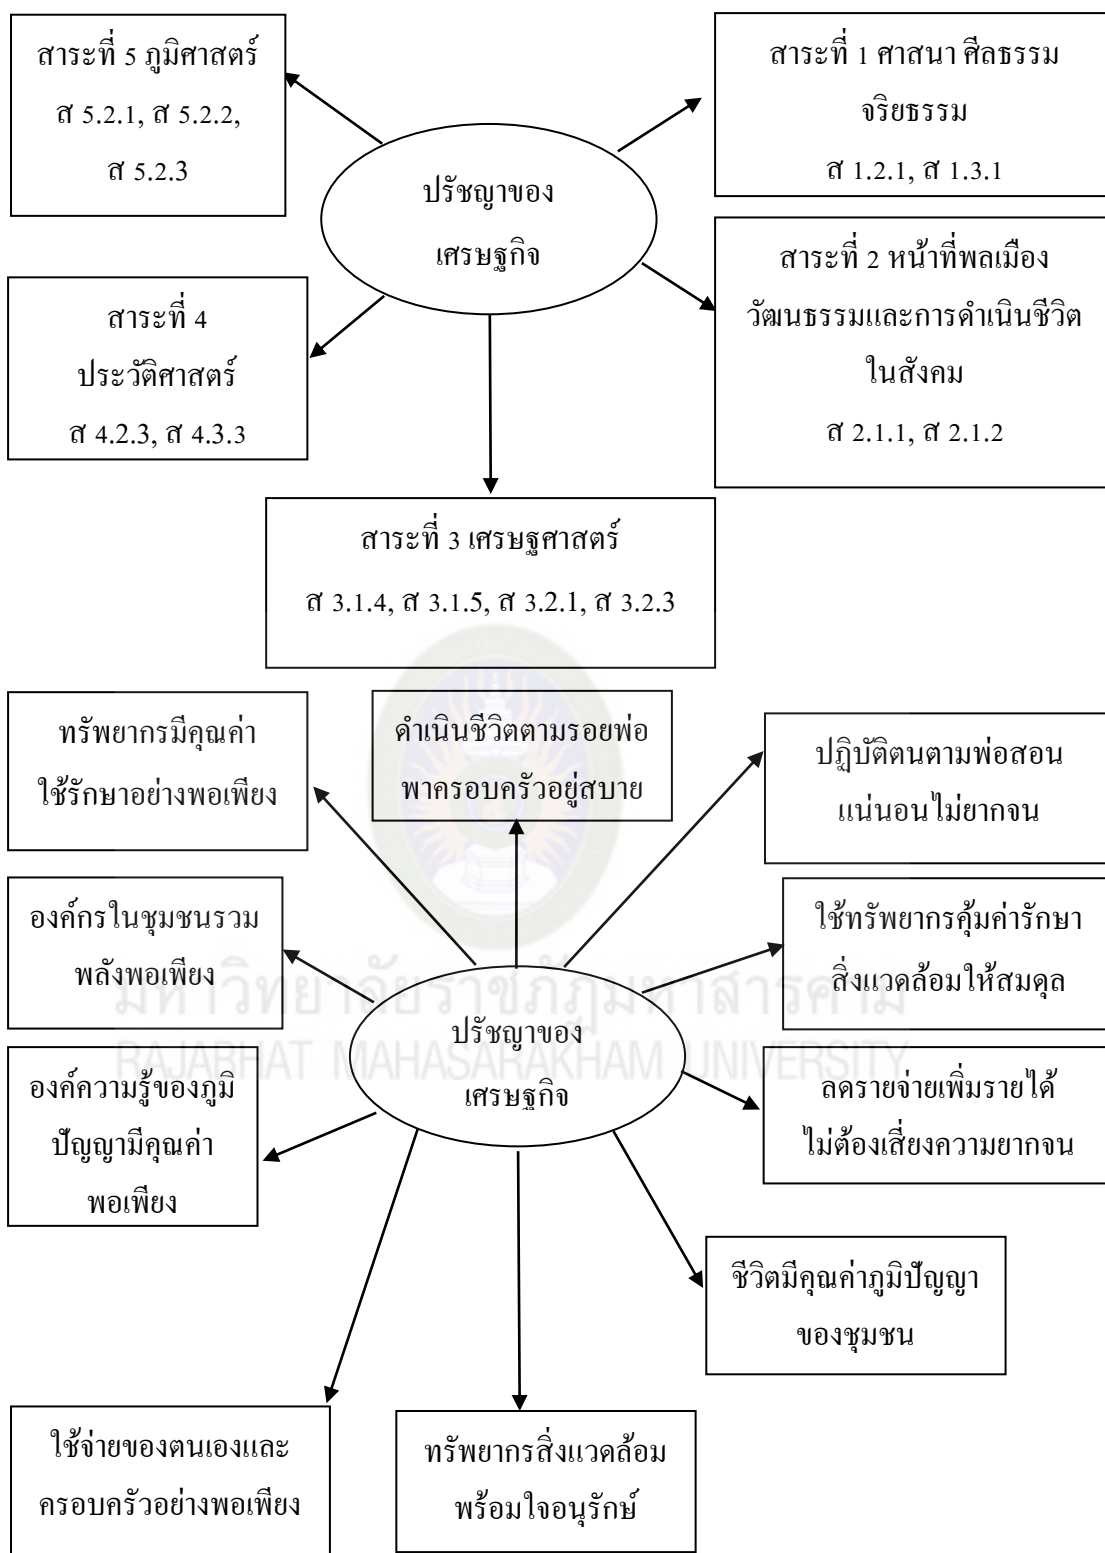 สาระที่ 5 ภูมิศาสตร์
ส 5.2.1, ส 5.2.2,
ส 5.2.3
สาระที่ 1 ศาสนา ศีลธรรม
จริยธรรม
ส 1.2.1, ส 1.3.1
ปรัชญาของ
เศรษฐกิจ
สาระที่ 4
ประวัติศาสตร์
ส 4.2.3, ส 4.3.3
สาระที่ 2 หน้าที่พลเมือง
วัฒนธรรมและการดำเนินชีวิต
ในสังคม
ส 2.1.1, ส 2.1.2
สาระที่ 3 เศรษฐศาสตร์
ส 3.1.4, ส 3.1.5, ส 3.2.1, ส 3.2.3
ทรัพยากรมีคุณค่า
ใช้รักษาอย่างพอเพียง
ดำเนินชีวิตตามรอยพ่อ
พาครอบครัวอยู่สบาย
ปฏิบัติตนตามพ่อสอน
แน่นอนไม่ยากจน
องค์กรในชุมชนรวม
พลังพอเพียง
ใช้ทรัพยากรคุ้มค่ารักษา
สิ่งแวดล้อมให้สมดุล
มหาวิทยาลัยราชภัฏมหาสารคาม
RAJABHAT MAHASARAKHAM UNIVERSITY
ปรัชญาของ
เศรษฐกิจ
องค์ความรู้ของภูมิ
ปัญญามีคุณค่า
พอเพียง
ลดรายจ่ายเพิ่มรายได้
ไม่ต้องเสี่ยงความยากจน
ชีวิตมีคุณค่าภูมิปัญญา
ของชุมชน
ใช้จ่ายของตนเองและ
ครอบครัวอย่างพอเพียง
ทรัพยากรสิ่งแวดล้อม
พร้อมใจอนุรักษ์